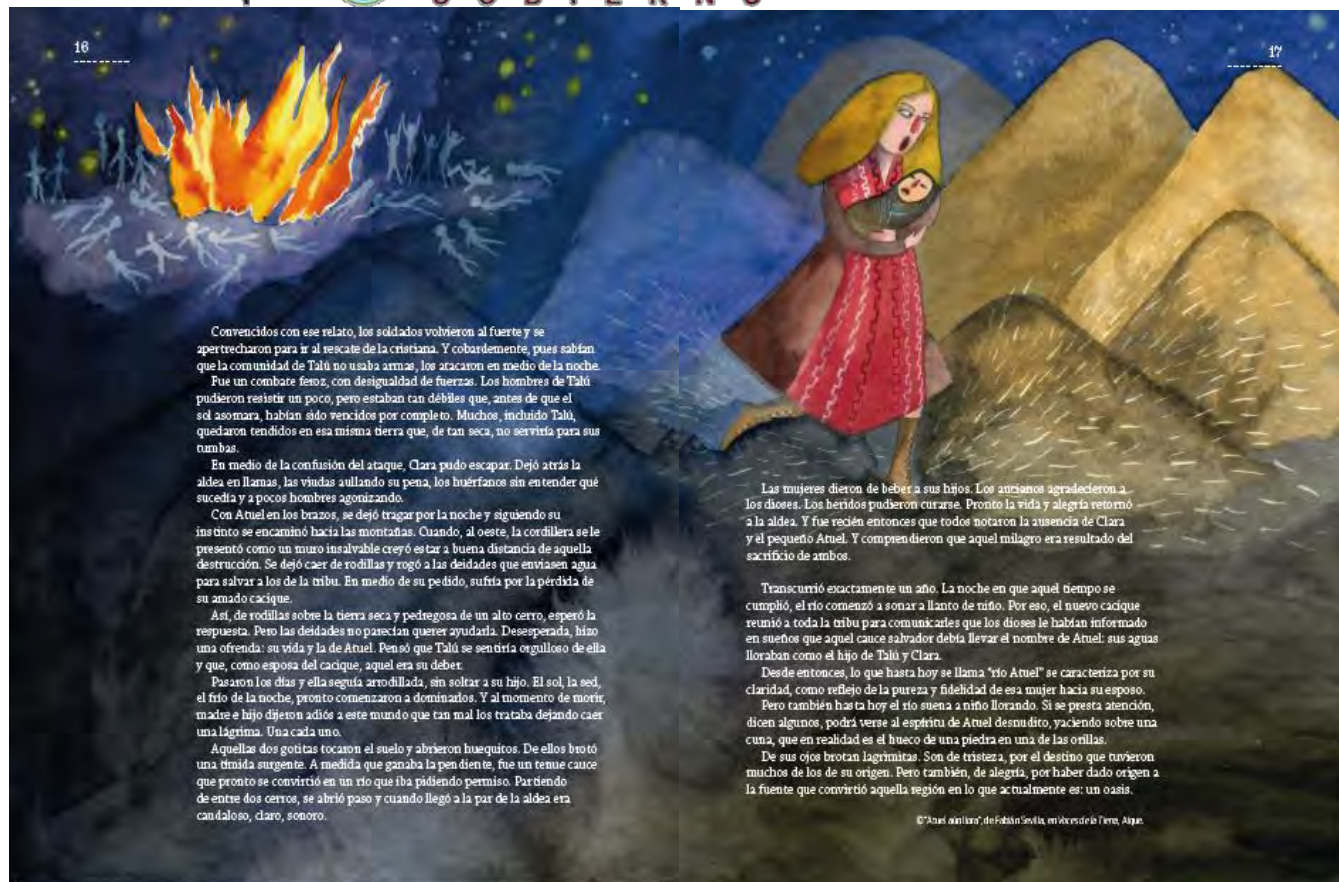 GOBIERNO
16
17
Convencidos con ese relato, los soldados volvieron al fuerte y se
apertrecharon para ir al rescate de la cristiana. Y cobardemente, pues sabían
que la comunidad de Talú no usaba armas, los atacaron en medio de la noche.
Fue un combate feroz, con desigualdad de fuerzas. Los hombres de Talú
pudieron resistir un poco, pero estaban tan débiles que, antes de que el
sol asomara, habían sido vencidos por completo. Muchos, incluido Talú,
quedaron tendidos en esa misma tierra que, de tan seca, no serviría para sus
tumbas.
En medio de la confusión del ataque, Clara pudo escapar. Dejó atrás la
aldea en llamas, las viudas aullando su pena, los huérfanos sin entender qué
sucedía y a pocos hombres agonizando.
Con Atuel en los brazos, se dejó tragar por la noche y siguiendo su
instinto se encaminó hacia las montañas. Cuando, al oeste, la cordillera se le
presentó como un muro insalvable creyó estar a buena distancia de aquella
destrucción. Se dejó caer de rodillas y rogó a las deidades que enviasen agua
para salvar a los de la tribu. En medio de su pedido, sufría por la pérdida de
su amado cacique.
Así, de rodillas sobre la tierra seca y pedregosa de un alto cerro, esperó la
respuesta. Pero las deidades no parecían querer ayudarla. Desesperada, hizo
una ofrenda: su vida y la de Atuel. Pensó que Talú se sentiría orgulloso de ella
y que, como esposa del cacique, aquel era su deber.
Pasaron los días y ella seguía arrodillada, sin soltar a su hijo. El sol, la sed,
el frío de la noche, pronto comenzaron a dominarlos. Y al momento de morir,
madre e hijo dijeron adiós a este mundo que tan mal los trataba dejando caer
una lágrima. Una cada uno.
Aquellas dos gotitas tocaron el suelo y abrieron huequitos. De ellos brotó
una tímida surgente. A medida que ganaba la pendiente, fue un tenue cauce
que pronto se convirtió en un río que iba pidiendo permiso. Partiendo
de entre dos cerros, se abrió paso y cuando llegó a la par de la aldea era
caudaloso, claro, sonoro.
Las mujeres dieron de beber a sus hijos. Los ancianos agradecieron a
los dioses. Los heridos pudieron curarse. Pronto la vida y alegría retornó
a la aldea. Y fue recién entonces que todos notaron la ausencia de Clara
y el pequeño Atuel. Y comprendieron que aquel milagro era resultado del
sacrificio de ambos.
Transcurrió exactamente un año. La noche en que aquel tiempo se
cumplió, el río comenzó a sonar a llanto de niño. Por eso, el nuevo cacique
reunió a toda la tribu para comunicarles que los dioses le habían informado
en sueños que aquel cauce salvador debía llevar el nombre de Atuel: sus aguas
lloraban como el hijo de Talú y Clara.
Desde entonces, lo que hasta hoy se llama "río Atuel" se caracteriza por su
claridad, como reflejo de la pureza y fidelidad de esa mujer hacia su esposo.
Pero también hasta hoy el río suena a niño llorando. Si se presta atención,
dicen algunos, podrá verse al espíritu de Atuel desnudito, yaciendo sobre una
cuna, que en realidad es el hueco de una piedra en una de las orillas.
De sus ojos brotan lagrimitas. Son de tristeza, por el destino que tuvieron
muchos de los de su origen. Pero también, de alegría, por haber dado origen a
la fuente que convirtió aquella región en lo que actualmente es: un oasis.
©"Atuel aún llora", de Fabián Sevilla, en Voces de la Tierra, Aique.